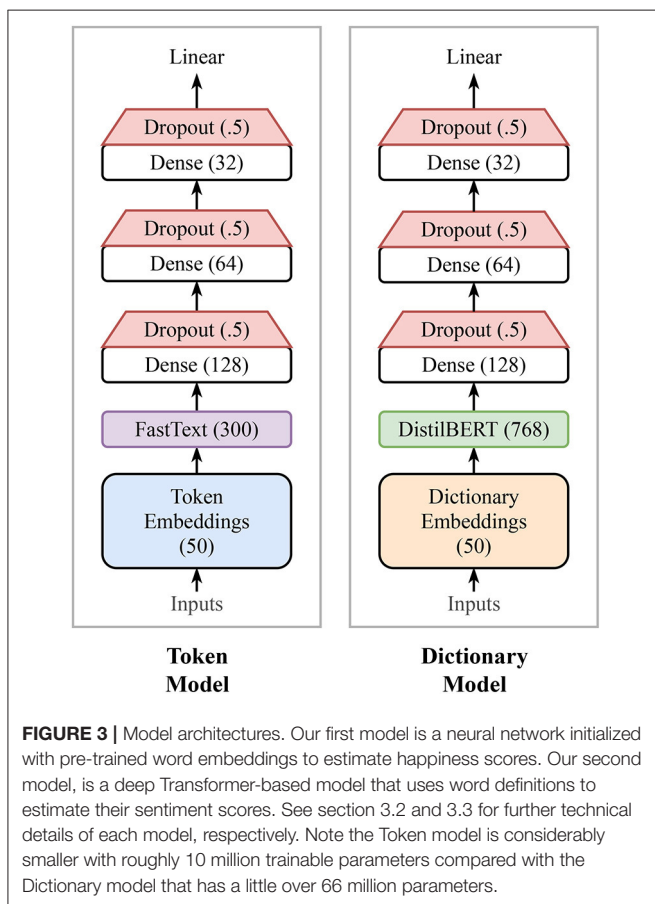 Linear
Dropout (.5)
Dense (32)
Dropout (.5)
Dense (64)
Dropout (.5)
Dense (128)
FastText (300)
Token
Embeddings
(50)
Inputs
Token
Model
Linear
Dropout (.5)
Dense (32)
Dropout (.5)
Dense (64)
Dropout (.5)
Dense (128)
DistilBERT (768)
Dictionary
Embeddings
(50)
Inputs
Dictionary
Model
FIGURE 3 | Model architectures. Our first model is a neural network initialized
with pre-trained word embeddings to estimate happiness scores. Our second
model, is a deep Transformer-based model that uses word definitions to
estimate their sentiment scores. See section 3.2 and 3.3 for further technical
details of each model, respectively. Note the Token model is considerably
smaller with roughly 10 million trainable parameters compared with the
Dictionary model that has a little over 66 million parameters.